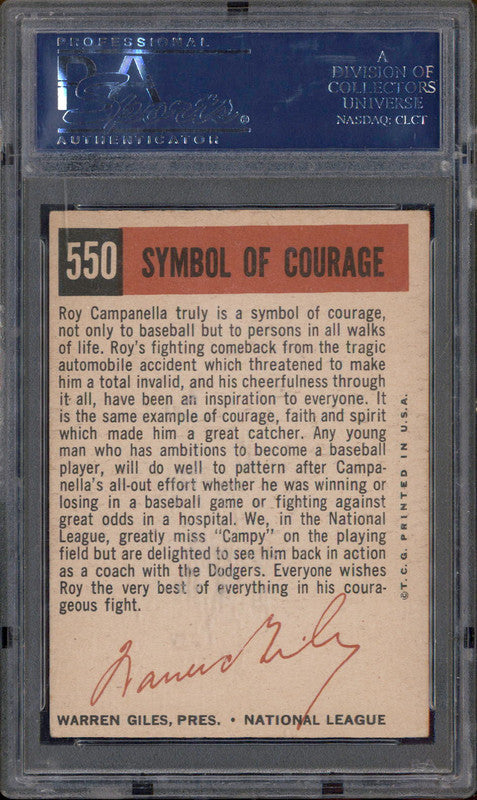 PROFESSIONAL
PSA
Sports®
AUTHENTICATOR
A
DIVISION OF
COLLECTORS
UNIVERSE
NASDAQ: CLCT
550 SYMBOL OF COURAGE
Roy Campanella truly is a symbol of courage,
not only to baseball but to persons in all walks
of life. Roy's fighting comeback from the tragic
automobile accident which threatened to make
him a total invalid, and his cheerfulness through
it all, have been an inspiration to everyone. It
is the same example of courage, faith and spirit
which made him a great catcher. Any young
man who has ambitions to become a baseball
player, will do well to pattern after Campa-
nella's all-out effort whether he was winning or
losing in a baseball game or fighting against
great odds in a hospital. We, in the National
League, greatly miss "Campy" on the playing
field but are delighted to see him back in action
as a coach with the Dodgers. Everyone wishes
Roy the very best of everything in his coura-
geous fight.
© T.C.G. PRINTED IN U.S.A.
Warren Giles
WARREN GILES, PRES. • NATIONAL LEAGUE